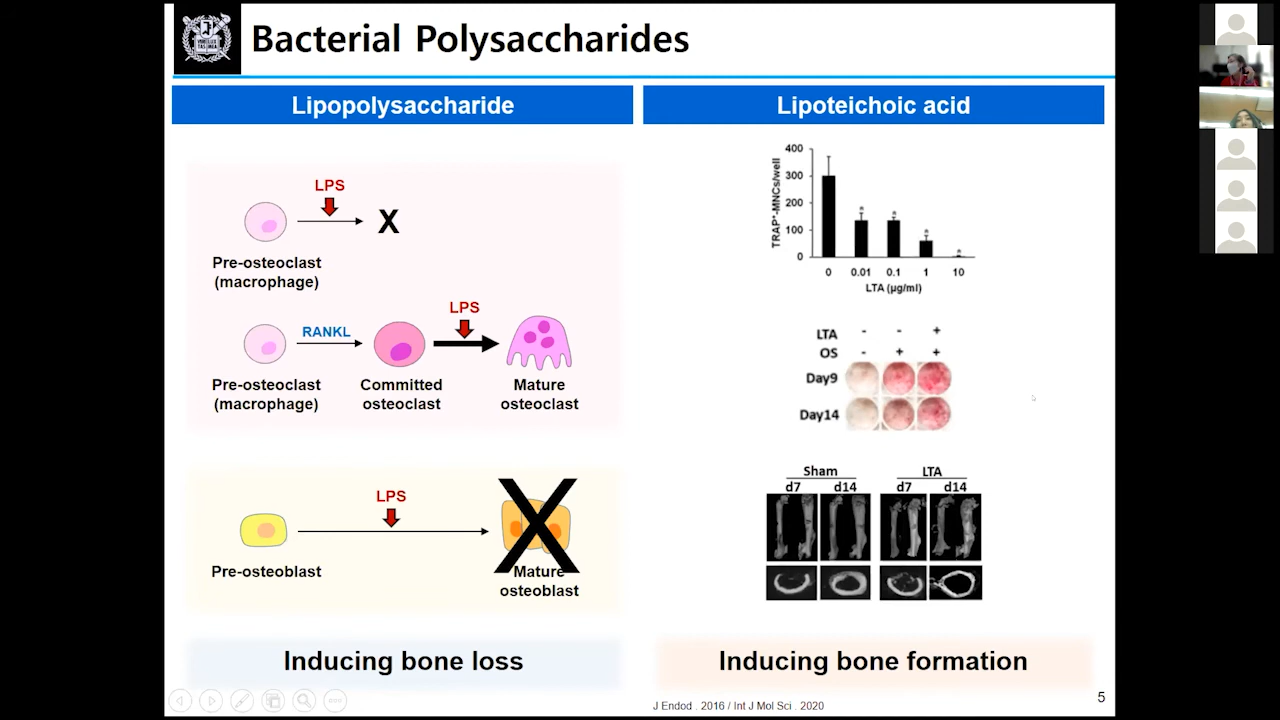 Bacterial Polysaccharides
Lipopolysaccharide
LPS
X
Pre-osteoclast
(macrophage)
LPS
RANKL
Pre-osteoclast
(macrophage)
Committed
osteoclast
Mature
osteoclast
LPS
Pre-osteoblast
Mature
osteoblast
Inducing bone loss
Lipoteichoic acid
400
300
200
100
0
TRAP⁺-MNCs/well
* * * *
0 0.01 0.1 1 10
LTA (μg/ml)
LTA - - +
OS - + +
Day9
Day14
Sham LTA
d7 d14 d7 d14
Inducing bone formation
J Endod . 2016 / Int J Mol Sci . 2020
5